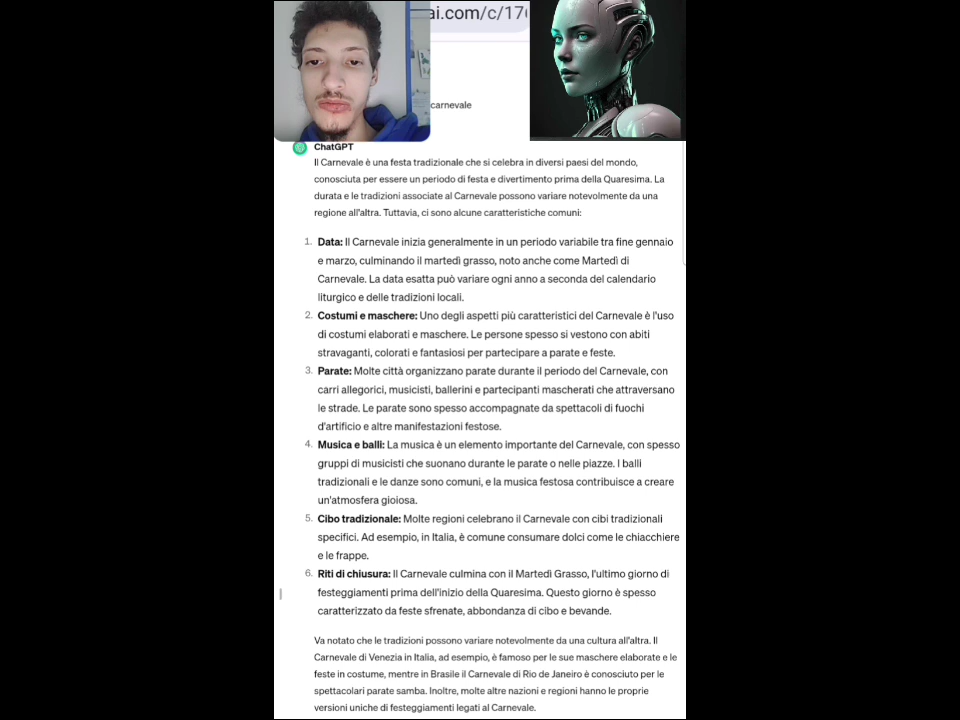 ai.com/c/17
carnevale
ChatGPT
Il Carnevale è una festa tradizionale che si celebra in diversi paesi del mondo,
conosciuta per essere un periodo di festa e divertimento prima della Quaresima. La
durata e le tradizioni associate al Carnevale possono variare notevolmente da una
regione all'altra. Tuttavia, ci sono alcune caratteristiche comuni:
1. Data: Il Carnevale inizia generalmente in un periodo variabile tra fine gennaio
e marzo, culminando il martedì grasso, noto anche come Martedì di
Carnevale. La data esatta può variare ogni anno a seconda del calendario
liturgico e delle tradizioni locali.
2. Costumi e maschere: Uno degli aspetti più caratteristici del Carnevale è l'uso
di costumi elaborati e maschere. Le persone spesso si vestono con abiti
stravaganti, colorati e fantasiosi per partecipare a parate e feste.
3. Parate: Molte città organizzano parate durante il periodo del Carnevale, con
carri allegorici, musicisti, ballerini e partecipanti mascherati che attraversano
le strade. Le parate sono spesso accompagnate da spettacoli di fuochi
d'artificio e altre manifestazioni festose.
4. Musica e balli: La musica è un elemento importante del Carnevale, con spesso
gruppi di musicisti che suonano durante le parate o nelle piazze. I balli
tradizionali e le danze sono comuni, e la musica festosa contribuisce a creare
un'atmosfera gioiosa.
5. Cibo tradizionale: Molte regioni celebrano il Carnevale con cibi tradizionali
specifici. Ad esempio, in Italia, è comune consumare dolci come le chiacchiere
e le frappe.
6. Riti di chiusura: Il Carnevale culmina con il Martedì Grasso, l'ultimo giorno di
festeggiamenti prima dell'inizio della Quaresima. Questo giorno è spesso
caratterizzato da feste sfrenate, abbondanza di cibo e bevande.
Va notato che le tradizioni possono variare notevolmente da una cultura all'altra. Il
Carnevale di Venezia in Italia, ad esempio, è famoso per le sue maschere elaborate e le
feste in costume, mentre in Brasile il Carnevale di Rio de Janeiro è conosciuto per le
spettacolari parate samba. Inoltre, molte altre nazioni e regioni hanno le proprie
versioni uniche di festeggiamenti legati al Carnevale.